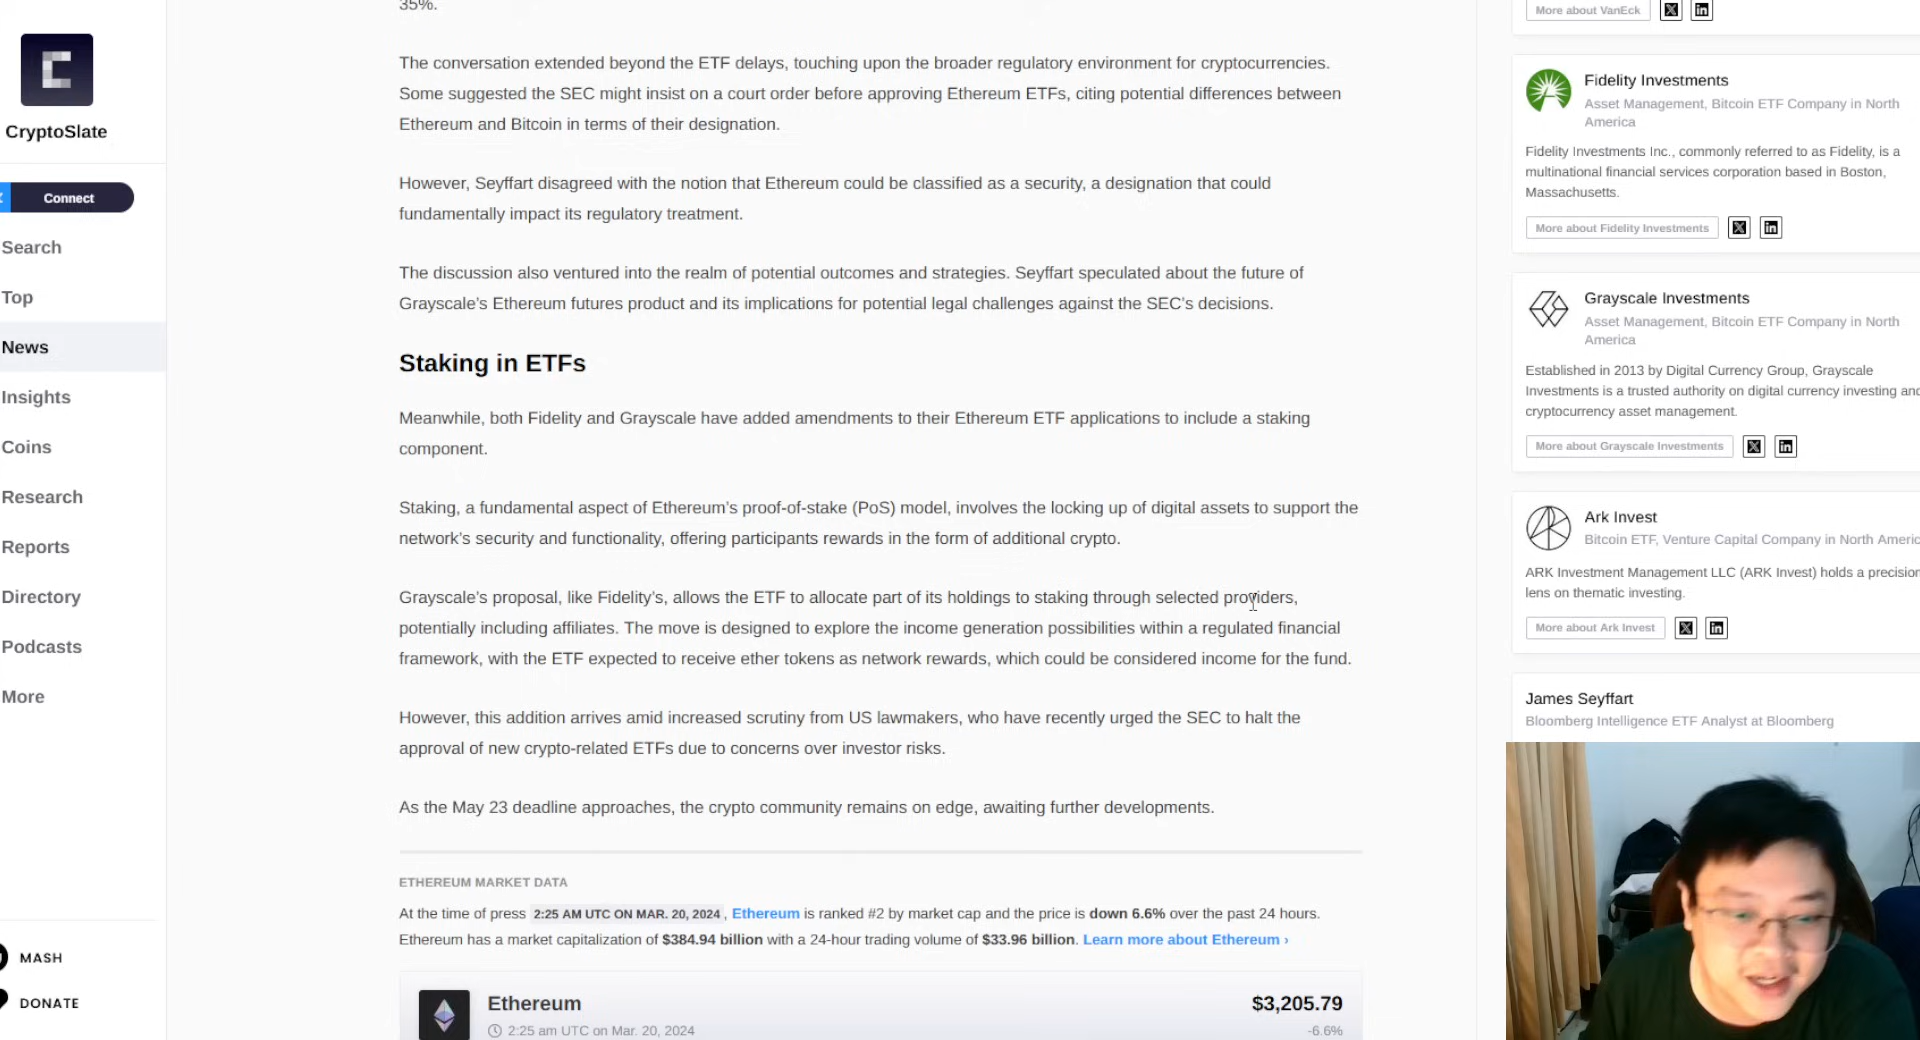 CryptoSlate
Connect
Search
Top
News
Insights
Coins
Research
Reports
Directory
Podcasts
More
MASH
DONATE
35%.
The conversation extended beyond the ETF delays, touching upon the broader regulatory environment for cryptocurrencies.
Some suggested the SEC might insist on a court order before approving Ethereum ETFs, citing potential differences between
Ethereum and Bitcoin in terms of their designation.
However, Seyffart disagreed with the notion that Ethereum could be classified as a security, a designation that could
fundamentally impact its regulatory treatment.
The discussion also ventured into the realm of potential outcomes and strategies. Seyffart speculated about the future of
Grayscale’s Ethereum futures product and its implications for potential legal challenges against the SEC’s decisions.
Staking in ETFs
Meanwhile, both Fidelity and Grayscale have added amendments to their Ethereum ETF applications to include a staking
component.
Staking, a fundamental aspect of Ethereum’s proof-of-stake (PoS) model, involves the locking up of digital assets to support the
network’s security and functionality, offering participants rewards in the form of additional crypto.
Grayscale’s proposal, like Fidelity’s, allows the ETF to allocate part of its holdings to staking through selected providers,
potentially including affiliates. The move is designed to explore the income generation possibilities within a regulated financial
framework, with the ETF expected to receive ether tokens as network rewards, which could be considered income for the fund.
However, this addition arrives amid increased scrutiny from US lawmakers, who have recently urged the SEC to halt the
approval of new crypto-related ETFs due to concerns over investor risks.
As the May 23 deadline approaches, the crypto community remains on edge, awaiting further developments.
ETHEREUM MARKET DATA
At the time of press 2:25 AM UTC ON MAR. 20, 2024, Ethereum is ranked #2 by market cap and the price is down 6.6% over the past 24 hours.
Ethereum has a market capitalization of $384.94 billion with a 24-hour trading volume of $33.96 billion. Learn more about Ethereum ›
Ethereum
$3,205.79
2:25 am UTC on Mar. 20, 2024
-6.6%
More about VanEck
Fidelity Investments
Asset Management, Bitcoin ETF Company in North
America
Fidelity Investments Inc., commonly referred to as Fidelity, is a
multinational financial services corporation based in Boston,
Massachusetts.
More about Fidelity Investments
Grayscale Investments
Asset Management, Bitcoin ETF Company in North
America
Established in 2013 by Digital Currency Group, Grayscale
Investments is a trusted authority on digital currency investing and
cryptocurrency asset management.
More about Grayscale Investments
Ark Invest
Bitcoin ETF, Venture Capital Company in North Americ
ARK Investment Management LLC (ARK Invest) holds a precision
lens on thematic investing.
More about Ark Invest
James Seyffart
Bloomberg Intelligence ETF Analyst at Bloomberg